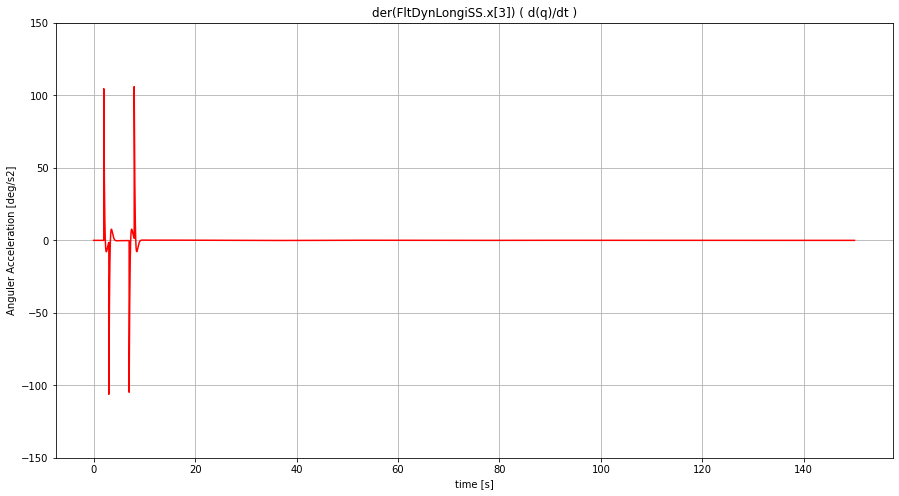 der(FltDynLongiSS.x[3]) ( d(q)/dt )
150
100
50
0
−50
−100
−150
Anguler Acceleration [deg/s2]
0 20 40 60 80 100 120 140
time [s]